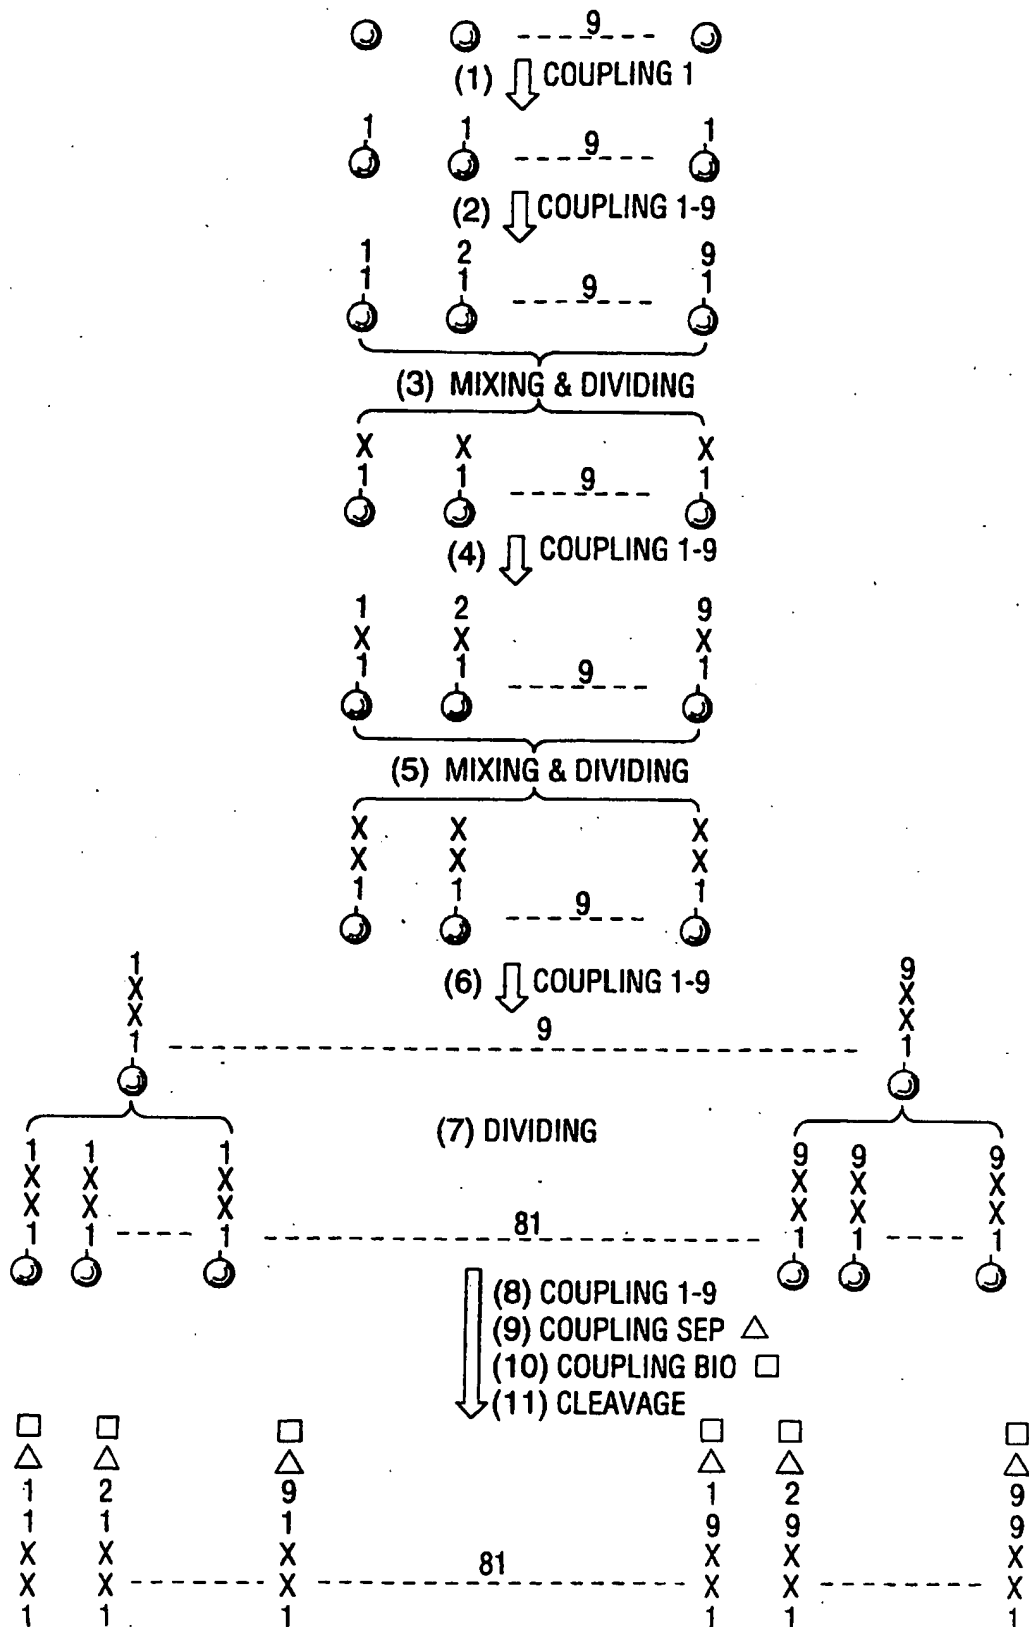 9
(1) COUPLING 1
1 1 9 1
(2) COUPLING 1-9
1 2 9
1 1 9 1
(3) MIXING & DIVIDING
X X X
1 1 9 1
(4) COUPLING 1-9
1 2 9
X X X
1 1 9 1
(5) MIXING & DIVIDING
X X X
X X X
1 1 9 1
(6) COUPLING 1-9
1 9
X X
X X
1 9 1
(7) DIVIDING
1 1 1 9 9 9
X X X X X X
X X X X X X
1 1 1 81 1 1 1
(8) COUPLING 1-9
(9) COUPLING SEP △
(10) COUPLING BIO □
(11) CLEAVAGE
1 2 9 1 2 9
1 1 1 9 9 9
X X X X X X
X X X 81 X X X
1 1 1 1 1 1